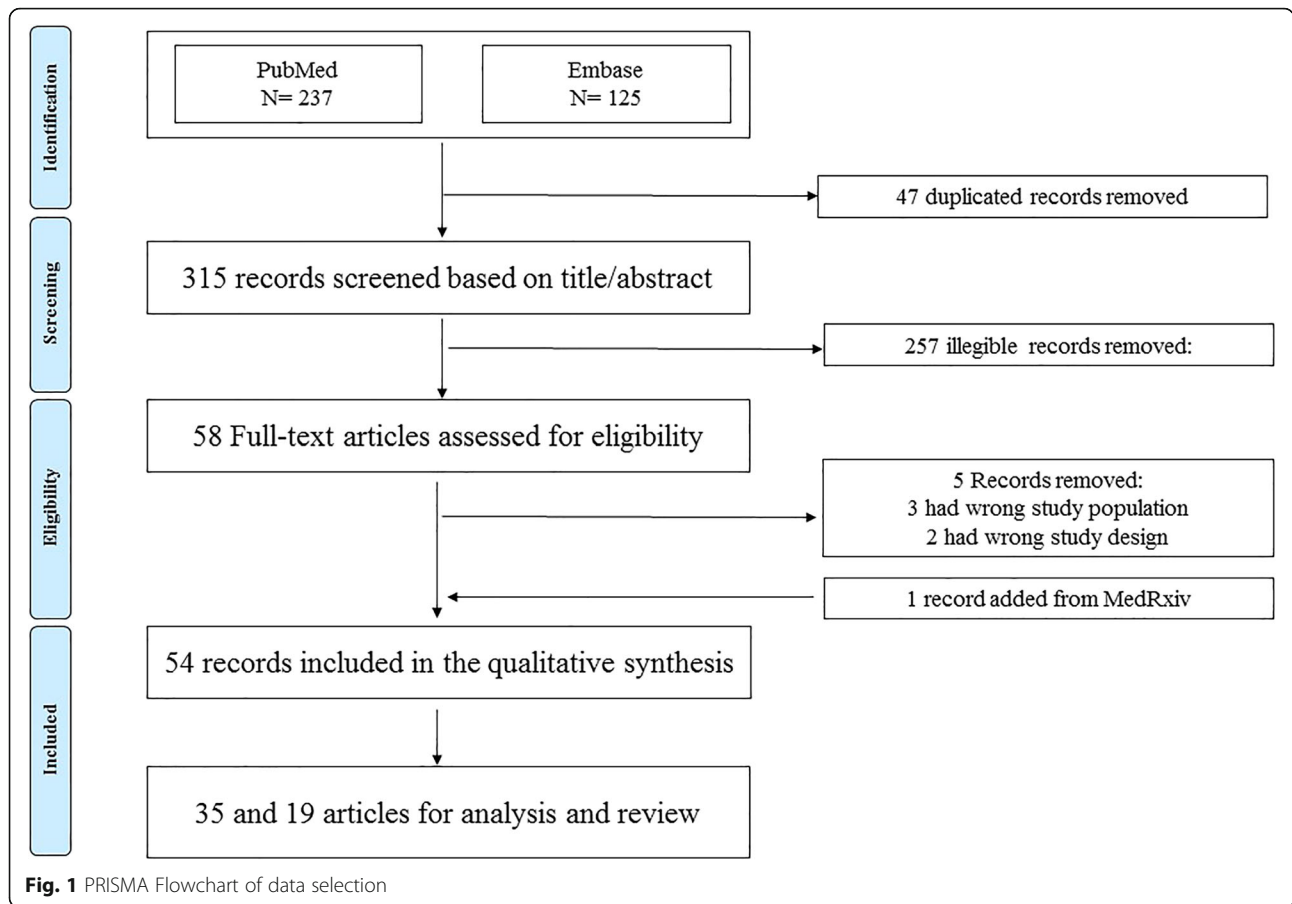 Identification
PubMed
N= 237
Embase
N= 125
47 duplicated records removed
Screening
315 records screened based on title/abstract
257 illegible records removed:
Eligibility
58 Full-text articles assessed for eligibility
5 Records removed:
3 had wrong study population
2 had wrong study design
1 record added from MedRxiv
Included
54 records included in the qualitative synthesis
35 and 19 articles for analysis and review
Fig. 1 PRISMA Flowchart of data selection